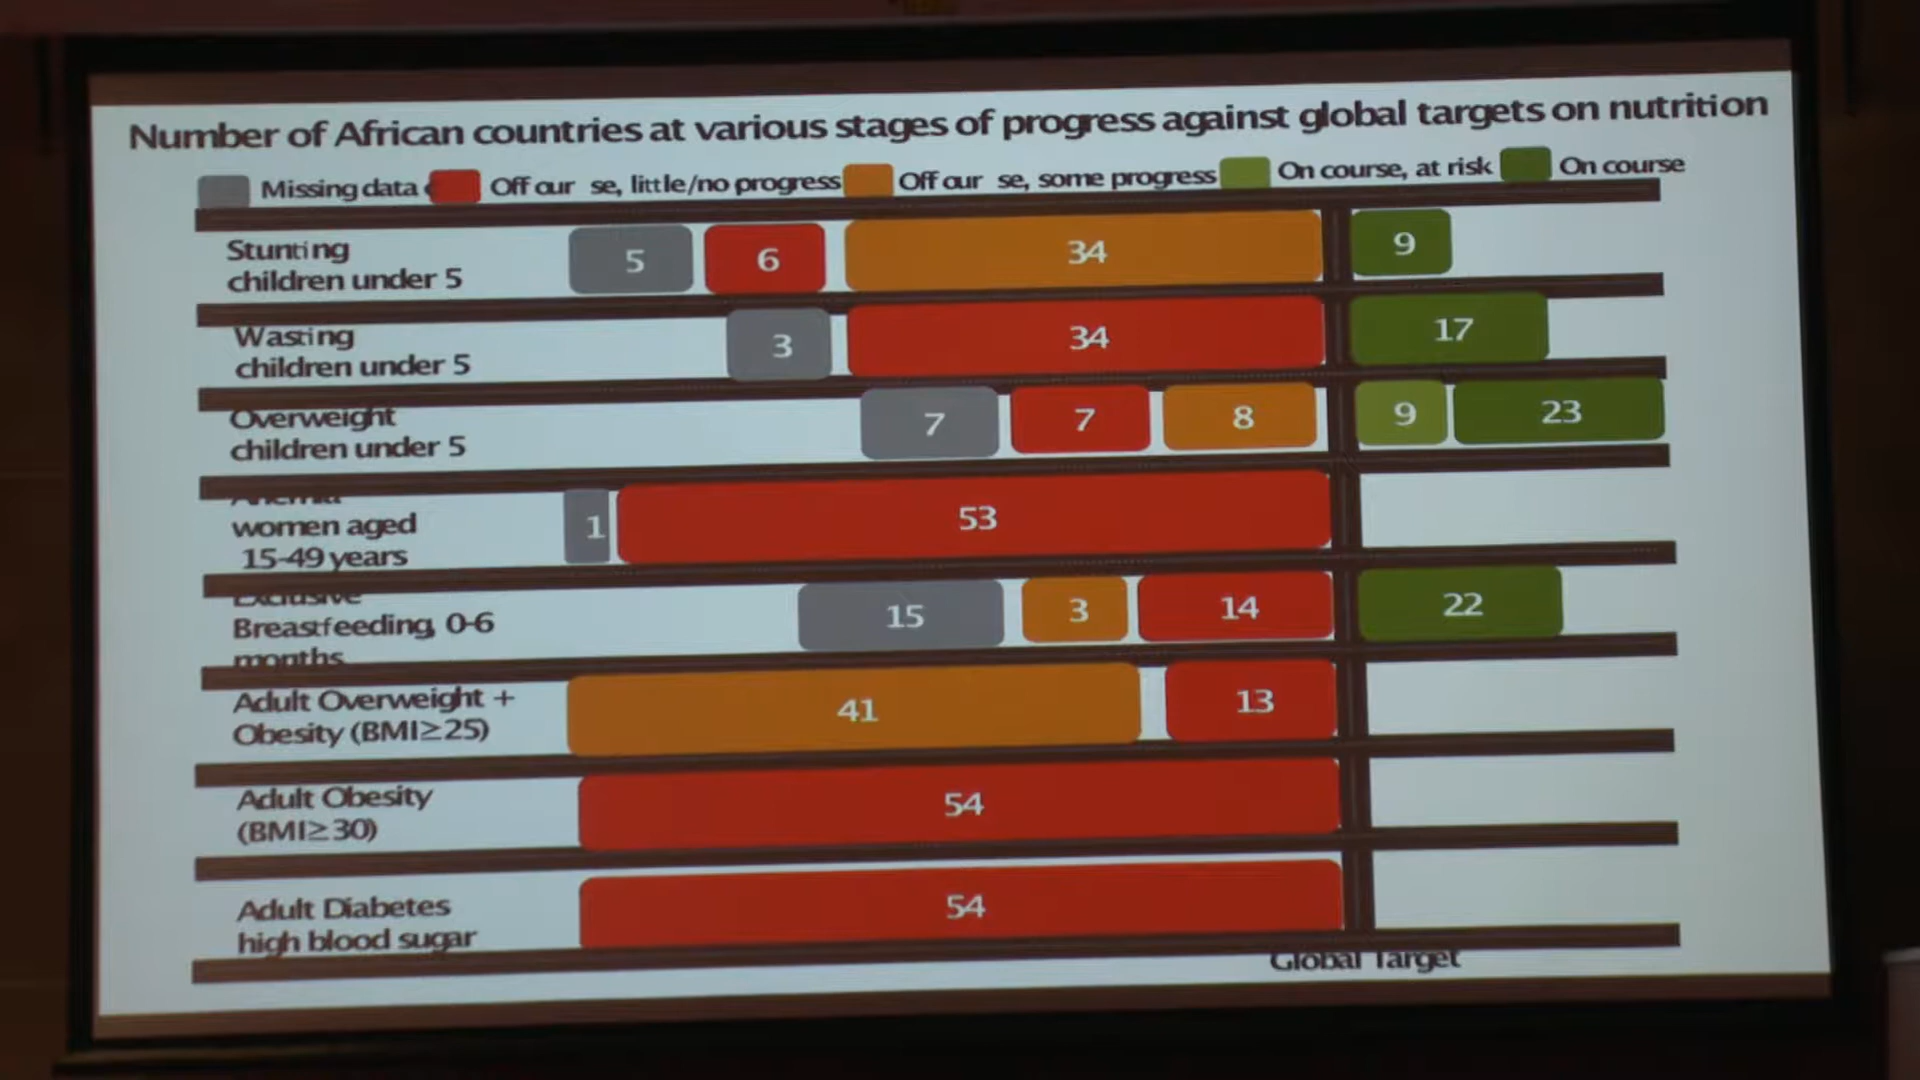 Number of African countries at various stages of progress against global targets on nutrition
Missing data Off our se, little/no progress Off our se, some progress On course, at risk On course
Stunting
children under 5
5 6 34 9
Wasting
children under 5
3 34 17
Overweight
children under 5
7 7 8 9 23
Anemia
women aged
15-49 years
1 53
Exclusive
Breastfeeding, 0-6
months
15 3 14 22
Adult Overweight +
Obesity (BMI≥25)
41 13
Adult Obesity
(BMI≥30)
54
Adult Diabetes
high blood sugar
54
Global Target